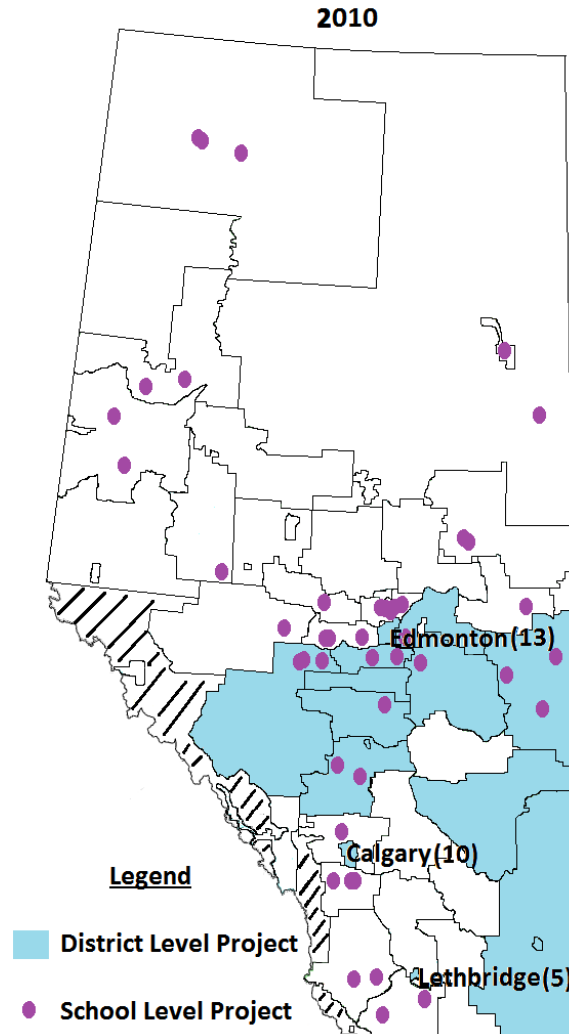 2010
Edmonton(13)
Calgary(10)
Legend
District Level Project
Lethbridge(5)
School Level Project